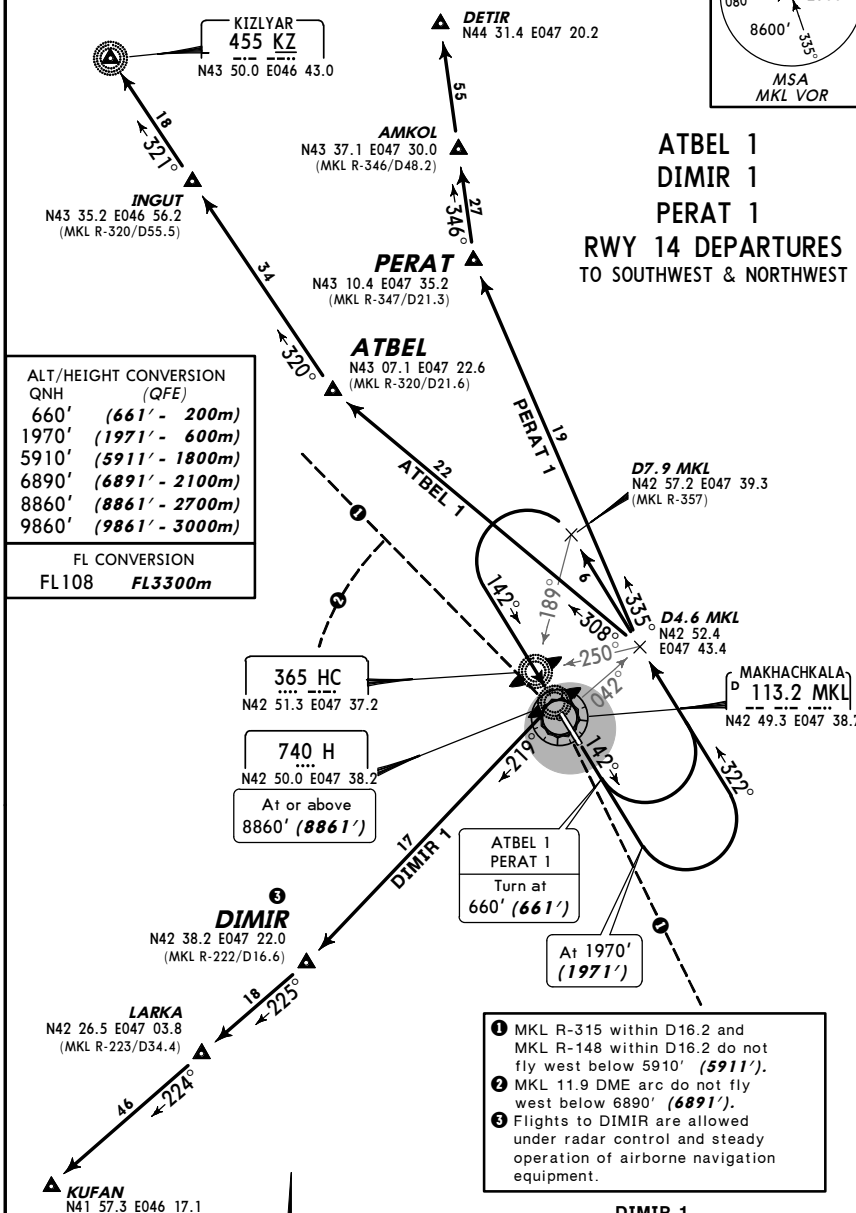 KIZLYAR
455 KZ
N43 50.0 E046 43.0
DETIR
N44 31.4 E047 20.2
080
8600'
335°
MSA
MKL VOR
ATBEL 1
DIMIR 1
PERAT 1
RWY 14 DEPARTURES
TO SOUTHWEST & NORTHWEST
55
AMKOL
N43 37.1 E047 30.0
(MKL R-346/D48.2)
18
321°
INGUT
N43 35.2 E046 56.2
(MKL R-320/D55.5)
27
346°
PERAT
N43 10.4 E047 35.2
(MKL R-347/D21.3)
34
320°
ATBEL
N43 07.1 E047 22.6
(MKL R-320/D21.6)
ALT/HEIGHT CONVERSION
QNH (QFE)
660' (661' - 200m)
1970' (1971' - 600m)
5910' (5911' - 1800m)
6890' (6891' - 2100m)
8860' (8861' - 2700m)
9860' (9861' - 3000m)
FL CONVERSION
FL108 FL3300m
PERAT 1
19
22
ATBEL 1
D7.9 MKL
N42 57.2 E047 39.3
(MKL R-357)
1
2
142°
189°
6
335°
308°
D4.6 MKL
N42 52.4
E047 43.4
250°
042°
365 HC
N42 51.3 E047 37.2
MAKHACHKALA
D 113.2 MKL
N42 49.3 E047 38.7
740 H
N42 50.0 E047 38.2
At or above
8860' (8861')
219°
142°
322°
17
DIMIR 1
ATBEL 1
PERAT 1
Turn at
660' (661')
At 1970'
(1971')
1
3
DIMIR
N42 38.2 E047 22.0
(MKL R-222/D16.6)
18
225°
LARKA
N42 26.5 E047 03.8
(MKL R-223/D34.4)
46
224°
KUFAN
N41 57.3 E046 17.1
1 MKL R-315 within D16.2 and
MKL R-148 within D16.2 do not
fly west below 5910' (5911').
2 MKL 11.9 DME arc do not fly
west below 6890' (6891').
3 Flights to DIMIR are allowed
under radar control and steady
operation of airborne navigation
equipment.